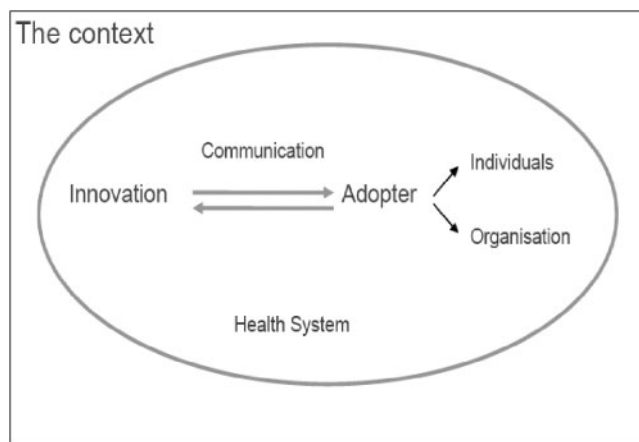 The context
Communication
Individuals
Innovation
Adopter
Organisation
Health System